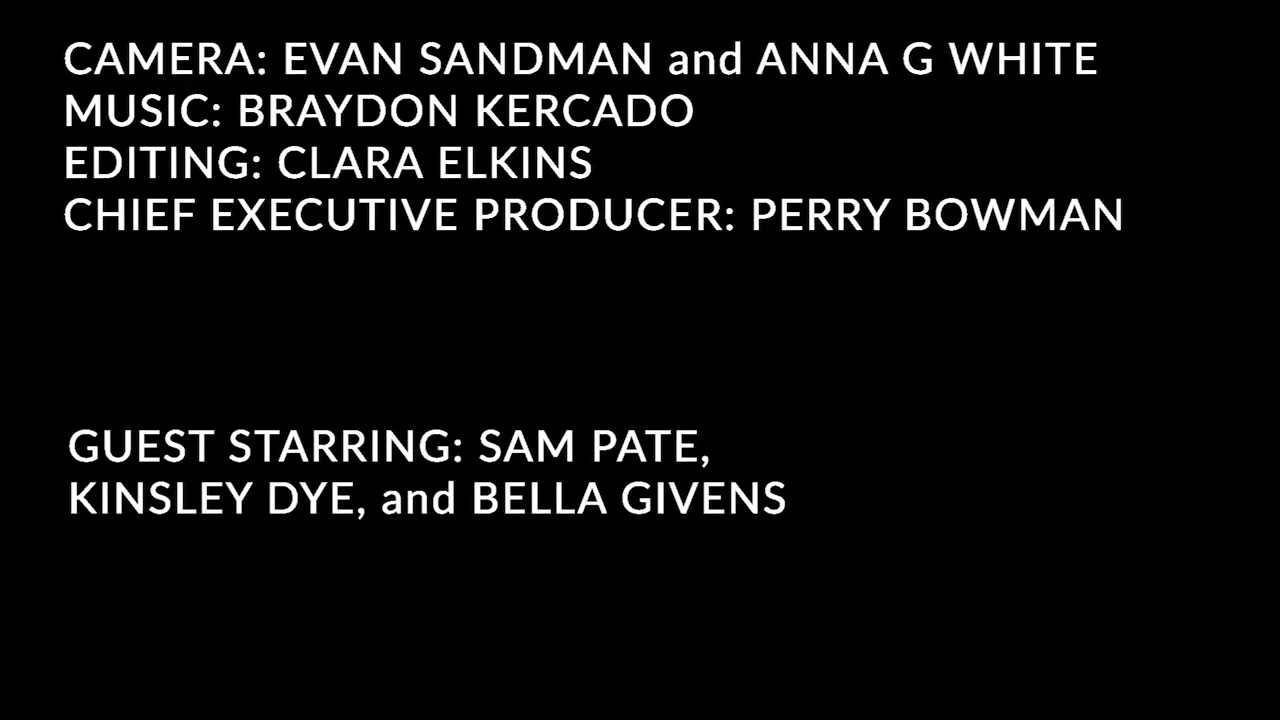 CAMERA: EVAN SANDMAN and ANNA G WHITE
MUSIC: BRAYDON KERCADO
EDITING: CLARA ELKINS
CHIEF EXECUTIVE PRODUCER: PERRY BOWMAN
GUEST STARRING: SAM PATE,
KINSLEY DYE, and BELLA GIVENS